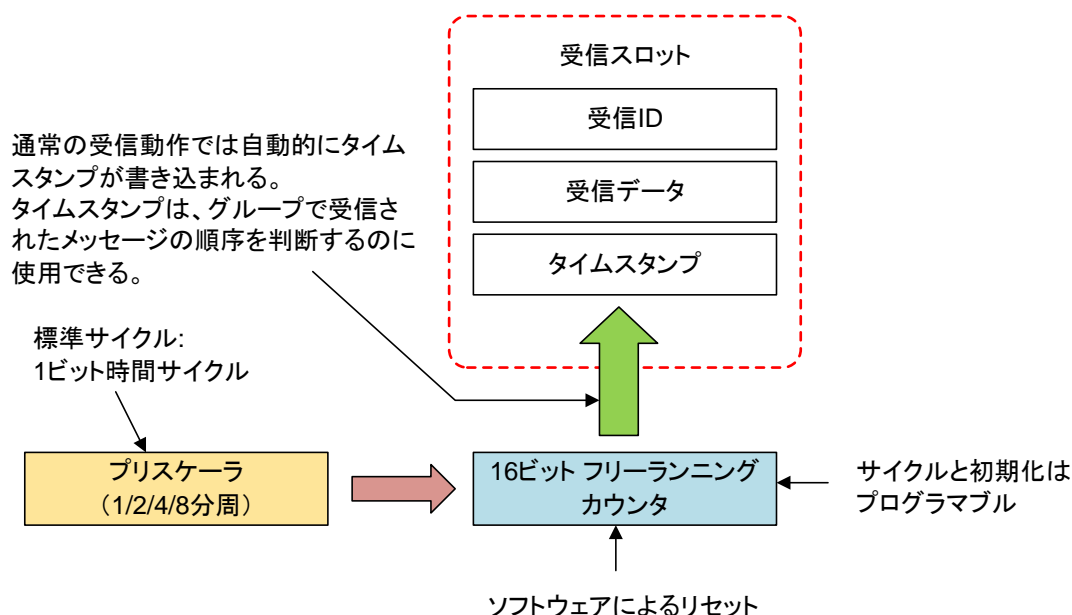 受信スロット
受信ID
受信データ
タイムスタンプ
通常の受信動作では自動的にタイム
スタンプが書き込まれる。
タイムスタンプは、グループで受信さ
れたメッセージの順序を判断するのに
使用できる。
標準サイクル:
1ビット時間サイクル
プリスケーラ
(1/2/4/8分周)
16ビット フリーランニング
カウンタ
サイクルと初期化は
プログラマブル
ソフトウェアによるリセット